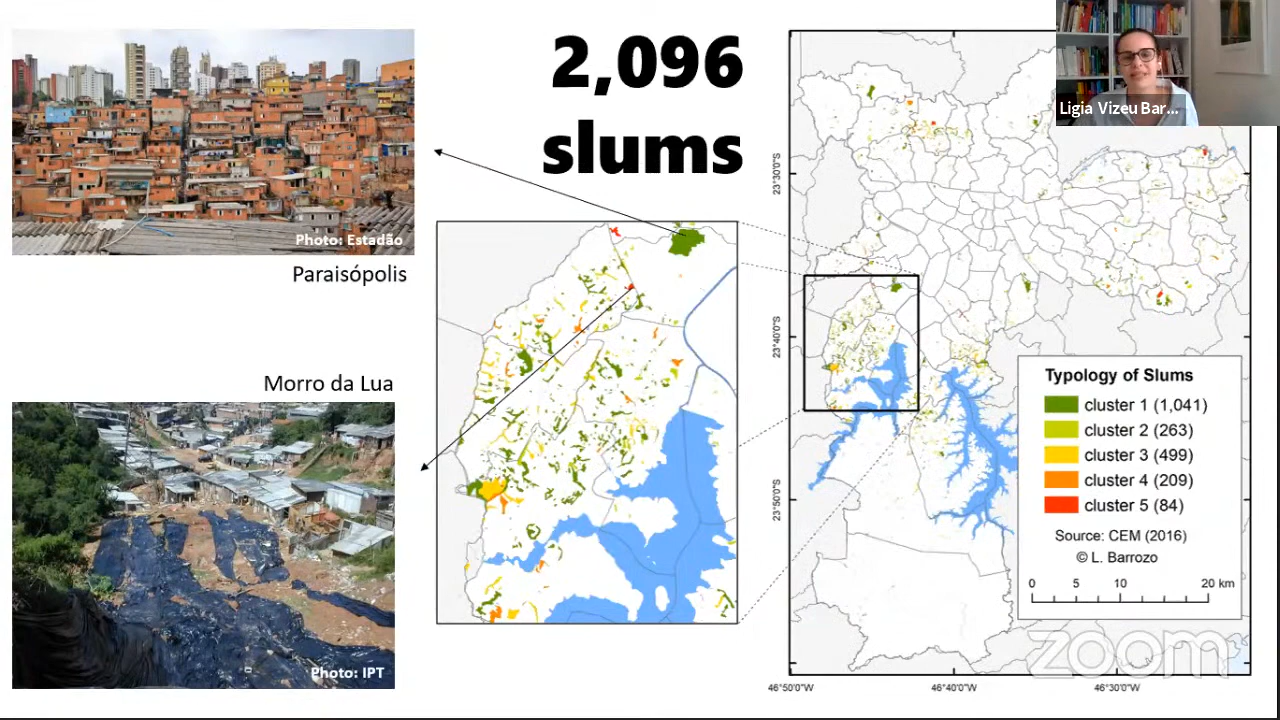 2,096
slums
Photo: Estadão
Paraisópolis
Morro da Lua
Photo: IPT
Ligia Vizeu Bar...
23°30'0"S
23°40'0"S
23°50'0"S
Typology of Slums
cluster 1 (1,041)
cluster 2 (263)
cluster 3 (499)
cluster 4 (209)
cluster 5 (84)
Source: CEM (2016)
© L. Barrozo
0 5 10 20 km
zoom
46°50'0"W 46°40'0"W 46°30'0"W